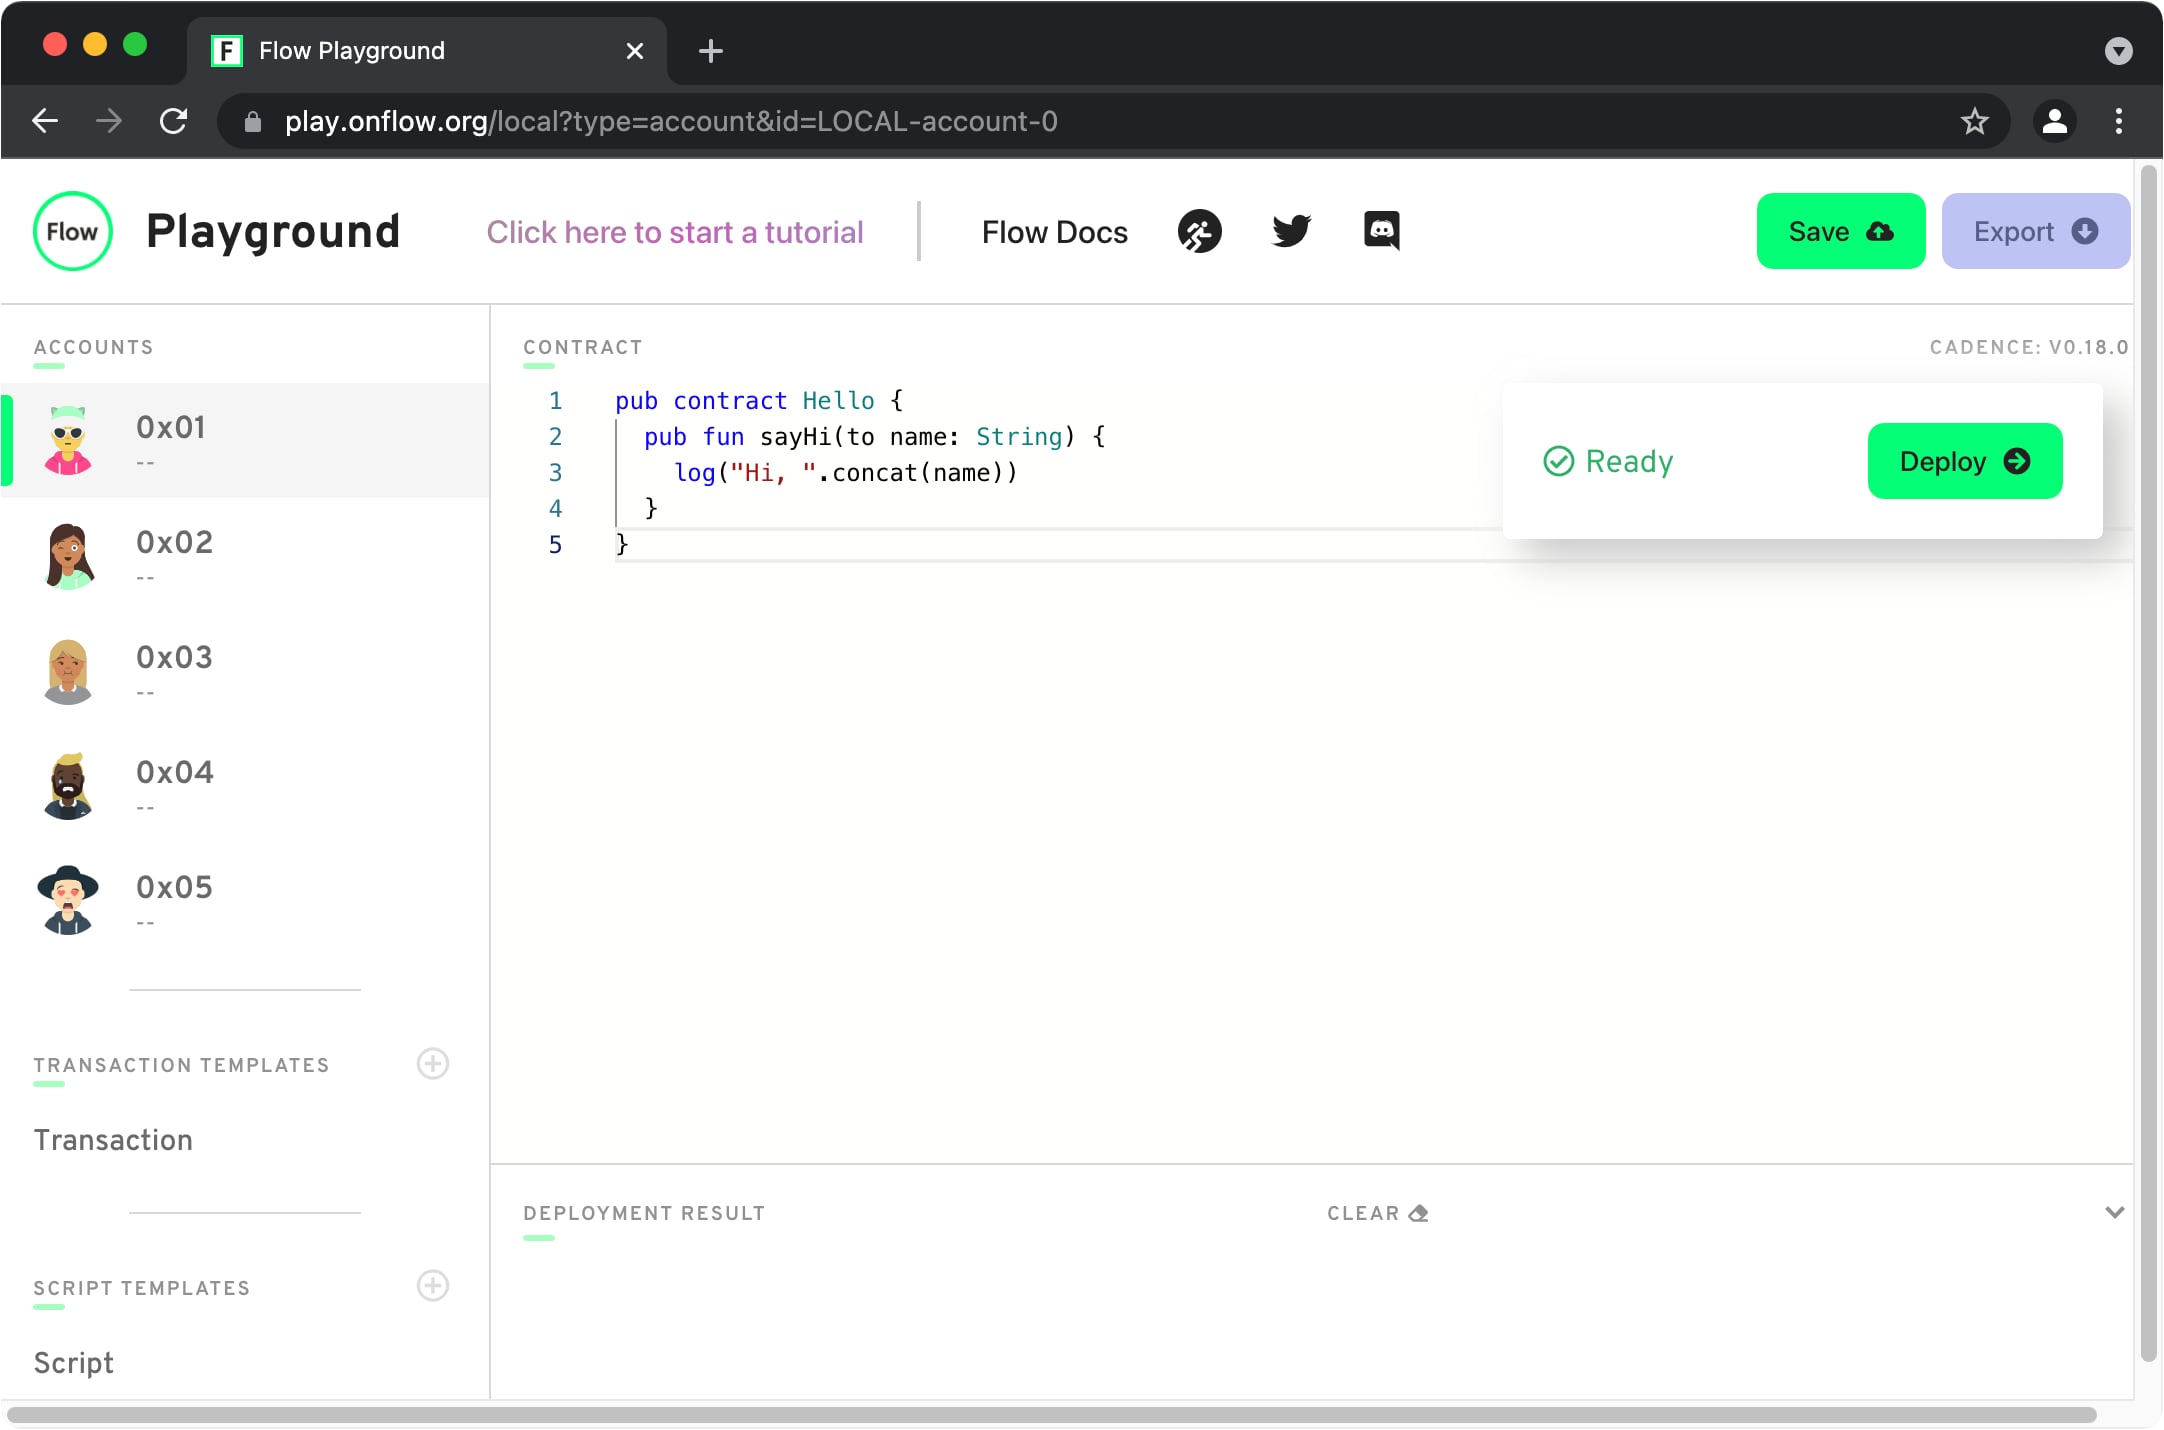 F Flow Playground
play.onflow.org/local?type=account&id=LOCAL-account-0
Flow Playground Click here to start a tutorial Flow Docs Save Export
ACCOUNTS
0x01
--
0x02
--
0x03
--
0x04
--
0x05
--
TRANSACTION TEMPLATES
Transaction
SCRIPT TEMPLATES
Script
CONTRACT CADENCE: V0.18.0
1 pub contract Hello {
2 pub fun sayHi(to name: String) {
3 log("Hi, ".concat(name))
4 }
5 }
Ready Deploy
DEPLOYMENT RESULT CLEAR